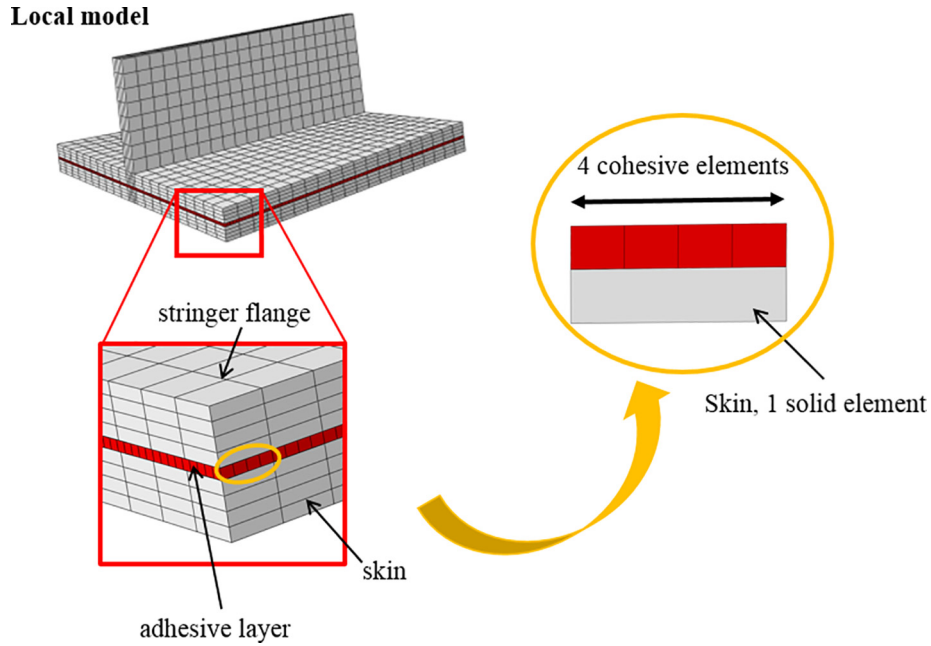 Local model
4 cohesive elements
stringer flange
Skin, 1 solid element
skin
adhesive layer